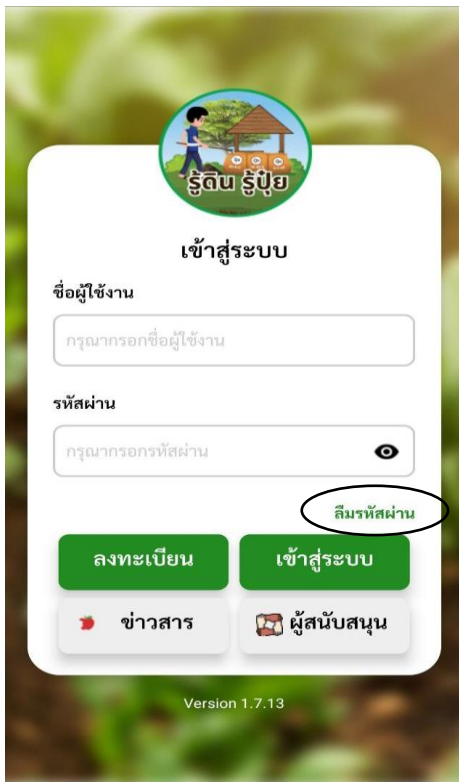 รู้ดิน รู้ปุ๋ย
เข้าสู่ระบบ
ชื่อผู้ใช้งาน
กรุณากรอกชื่อผู้ใช้งาน
รหัสผ่าน
กรุณากรอกรหัสผ่าน
ลืมรหัสผ่าน
ลงทะเบียน เข้าสู่ระบบ
ข่าวสาร ผู้สนับสนุน
Version 1.7.13